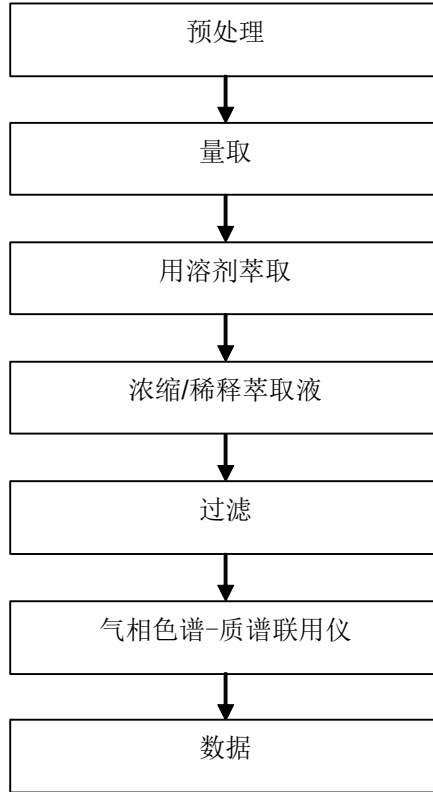 预处理
量取
用溶剂萃取
浓缩/稀释萃取液
过滤
气相色谱-质谱联用仪
数据